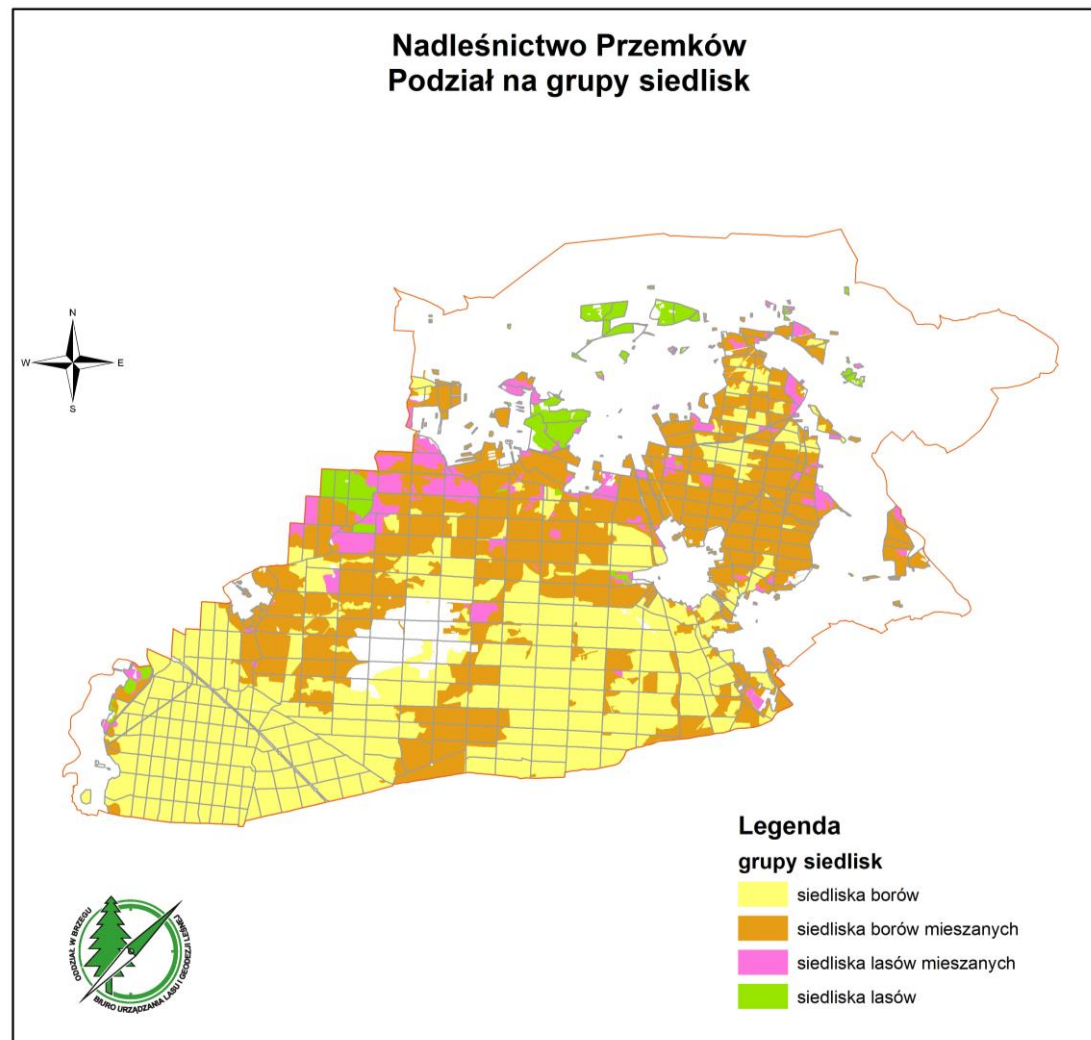 Nadleśnictwo Przemków
Podział na grupy siedlisk
N
W
E
S
Legenda
grupy siedlisk
siedliska borów
siedliska borów mieszanych
siedliska lasów mieszanych
siedliska lasów
ODDZIAŁ W BRZEGU
BIURO URZĄDZANIA LASU I GEODEZJI LEŚNEJ